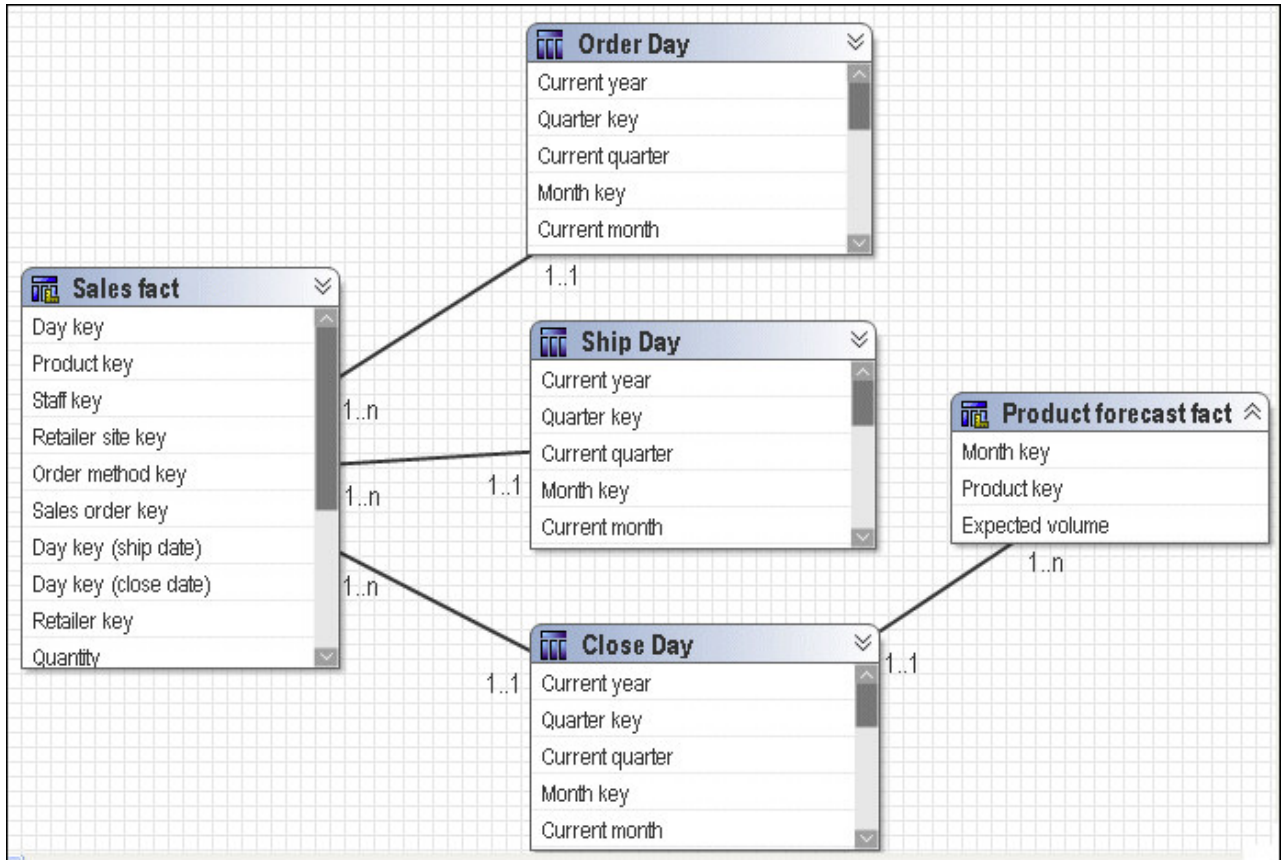 Order Day
Current year
Quarter key
Current quarter
Month key
Current month
1..1
Sales fact
Day key
Product key
Staff key
Retailer site key
Order method key
Sales order key
Day key (ship date)
Day key (close date)
Retailer key
Quantity
1..n
1..n
1..n
Ship Day
Current year
Quarter key
Current quarter
Month key
Current month
1..1
Product forecast fact
Month key
Product key
Expected volume
1..n
Close Day
Current year
Quarter key
Current quarter
Month key
Current month
1..1
1..1